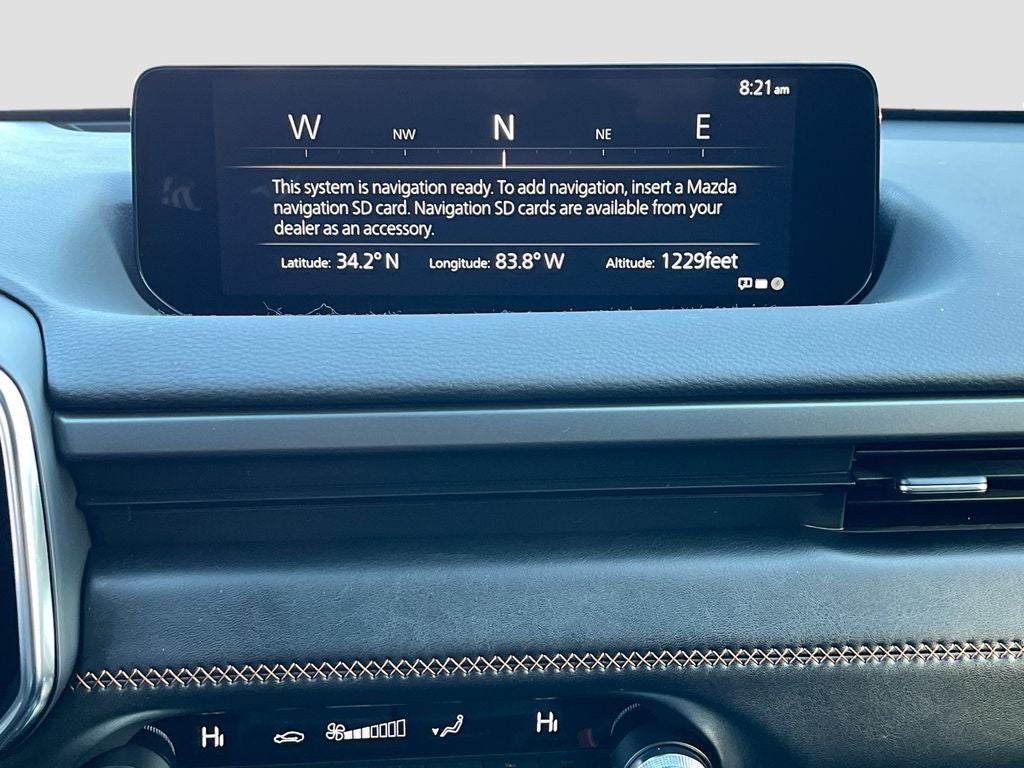 8:21am
W NW N NE E
This system is navigation ready. To add navigation, insert a Mazda
navigation SD card. Navigation SD cards are available from your
dealer as an accessory.
Latitude: 34.2° N Longitude: 83.8° W Altitude: 1229feet
HI HI